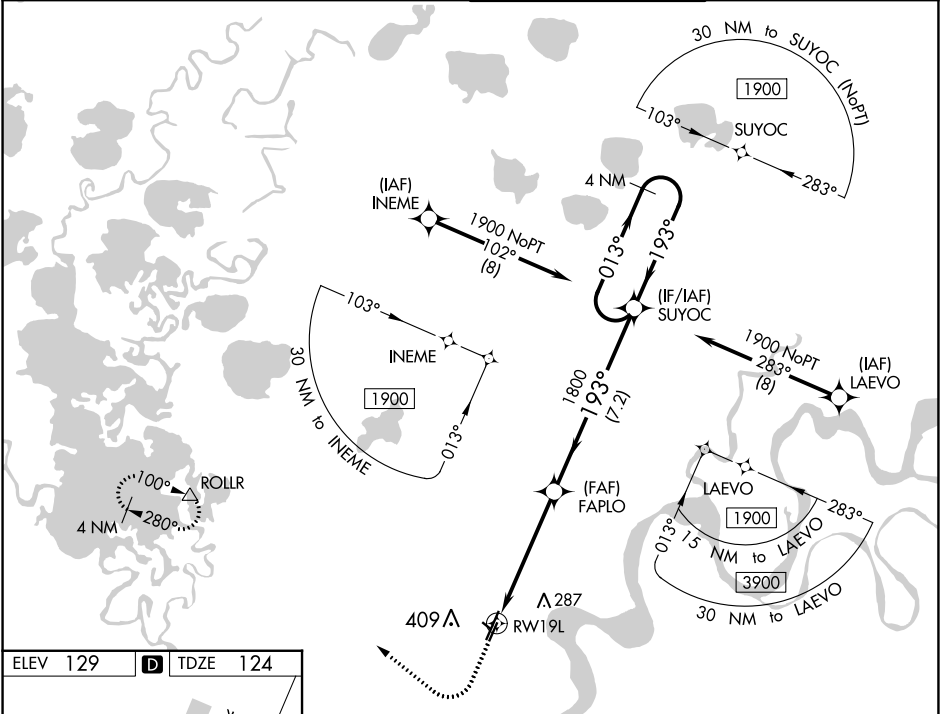 30 NM to SUYOC (NoPT)
1900
103°
SUYOC
283°
4 NM
(IAF)
INEME
1900 NoPT
102°
(8)
013°
193°
(IF/IAF)
SUYOC
103°
INEME
1900
30 NM to INEME
013°
1800
193°
(7.2)
1900 NoPT
283°
(8)
(IAF)
LAEVO
100°
ROLLR
4 NM
280°
(FAF)
FAPLO
LAEVO
1900
283°
013°
15 NM to LAEVO
3900
30 NM to LAEVO
409
287
RW19L
ELEV 129 D TDZE 124